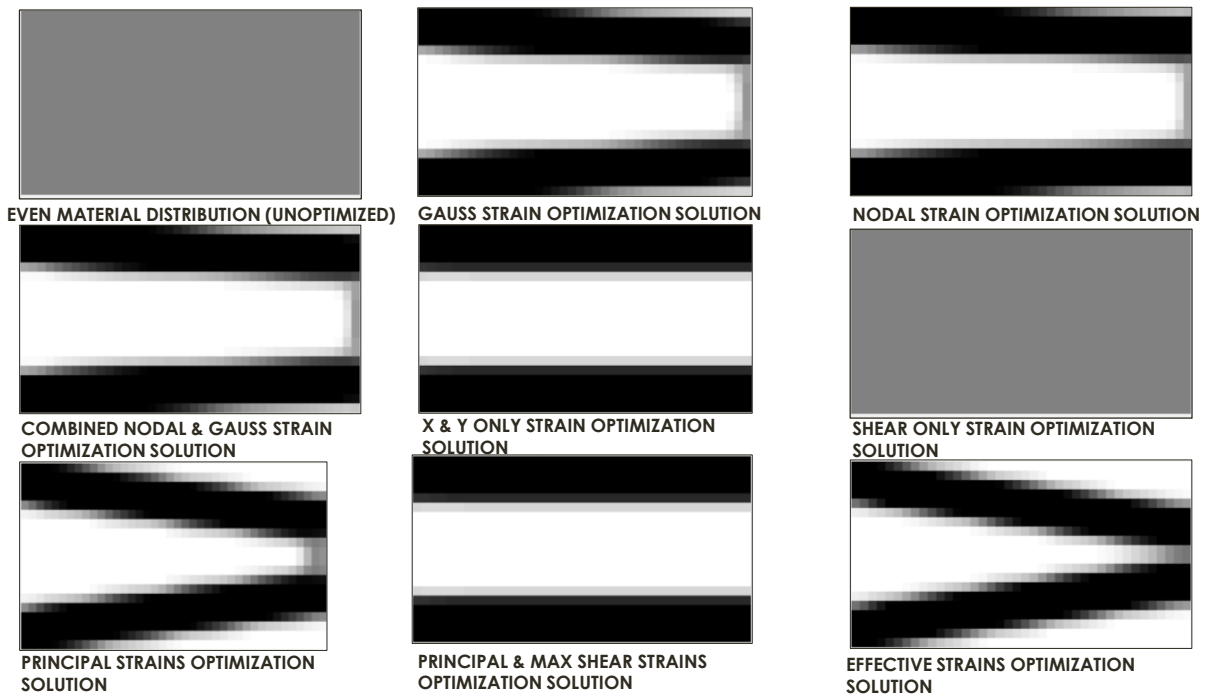 EVEN MATERIAL DISTRIBUTION (UNOPTIMIZED)
GAUSS STRAIN OPTIMIZATION SOLUTION
NODAL STRAIN OPTIMIZATION SOLUTION
COMBINED NODAL & GAUSS STRAIN
OPTIMIZATION SOLUTION
X & Y ONLY STRAIN OPTIMIZATION
SOLUTION
SHEAR ONLY STRAIN OPTIMIZATION
SOLUTION
PRINCIPAL STRAINS OPTIMIZATION
SOLUTION
PRINCIPAL & MAX SHEAR STRAINS
OPTIMIZATION SOLUTION
EFFECTIVE STRAINS OPTIMIZATION
SOLUTION